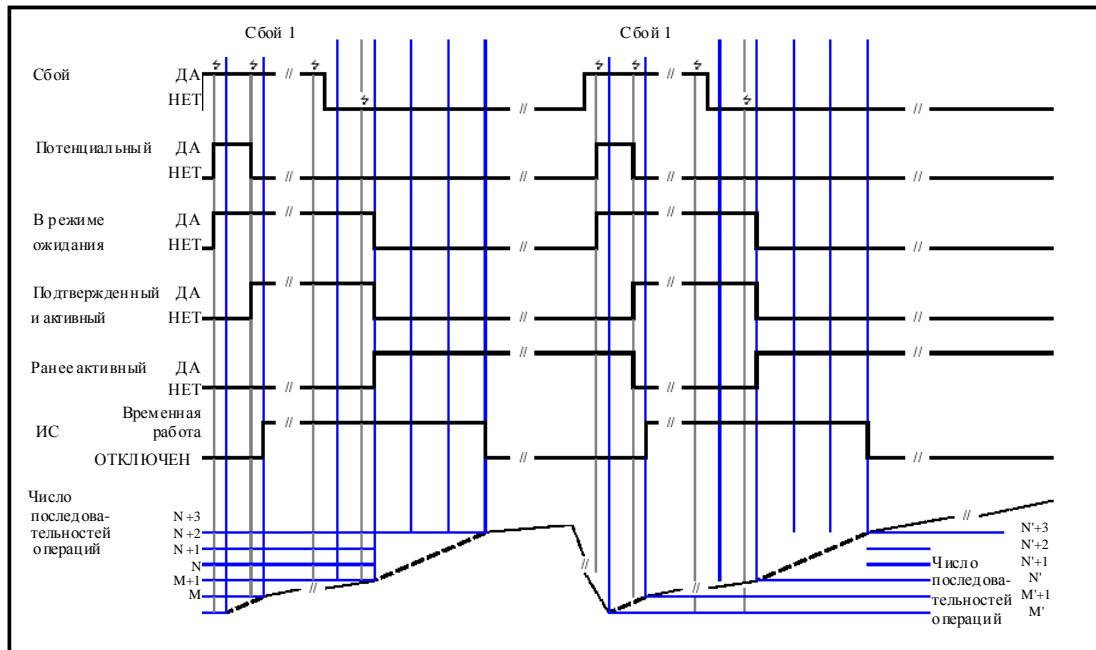 Сбой 1
Сбой 1
Сбой
ДА
НЕТ
Потенциальный
ДА
НЕТ
В режиме
ожидания
ДА
НЕТ
Подтвержденный
и активный
ДА
НЕТ
Ранее активный
ДА
НЕТ
ИС
Временная
работа
ОТКЛЮЧЕН
Число
последова-
тельностей
операций
N+3
N+2
N+1
N
M+1
M
N'+3
N'+2
N'+1
N'
M'+1
M'
Число
последова-
тельностей
операций